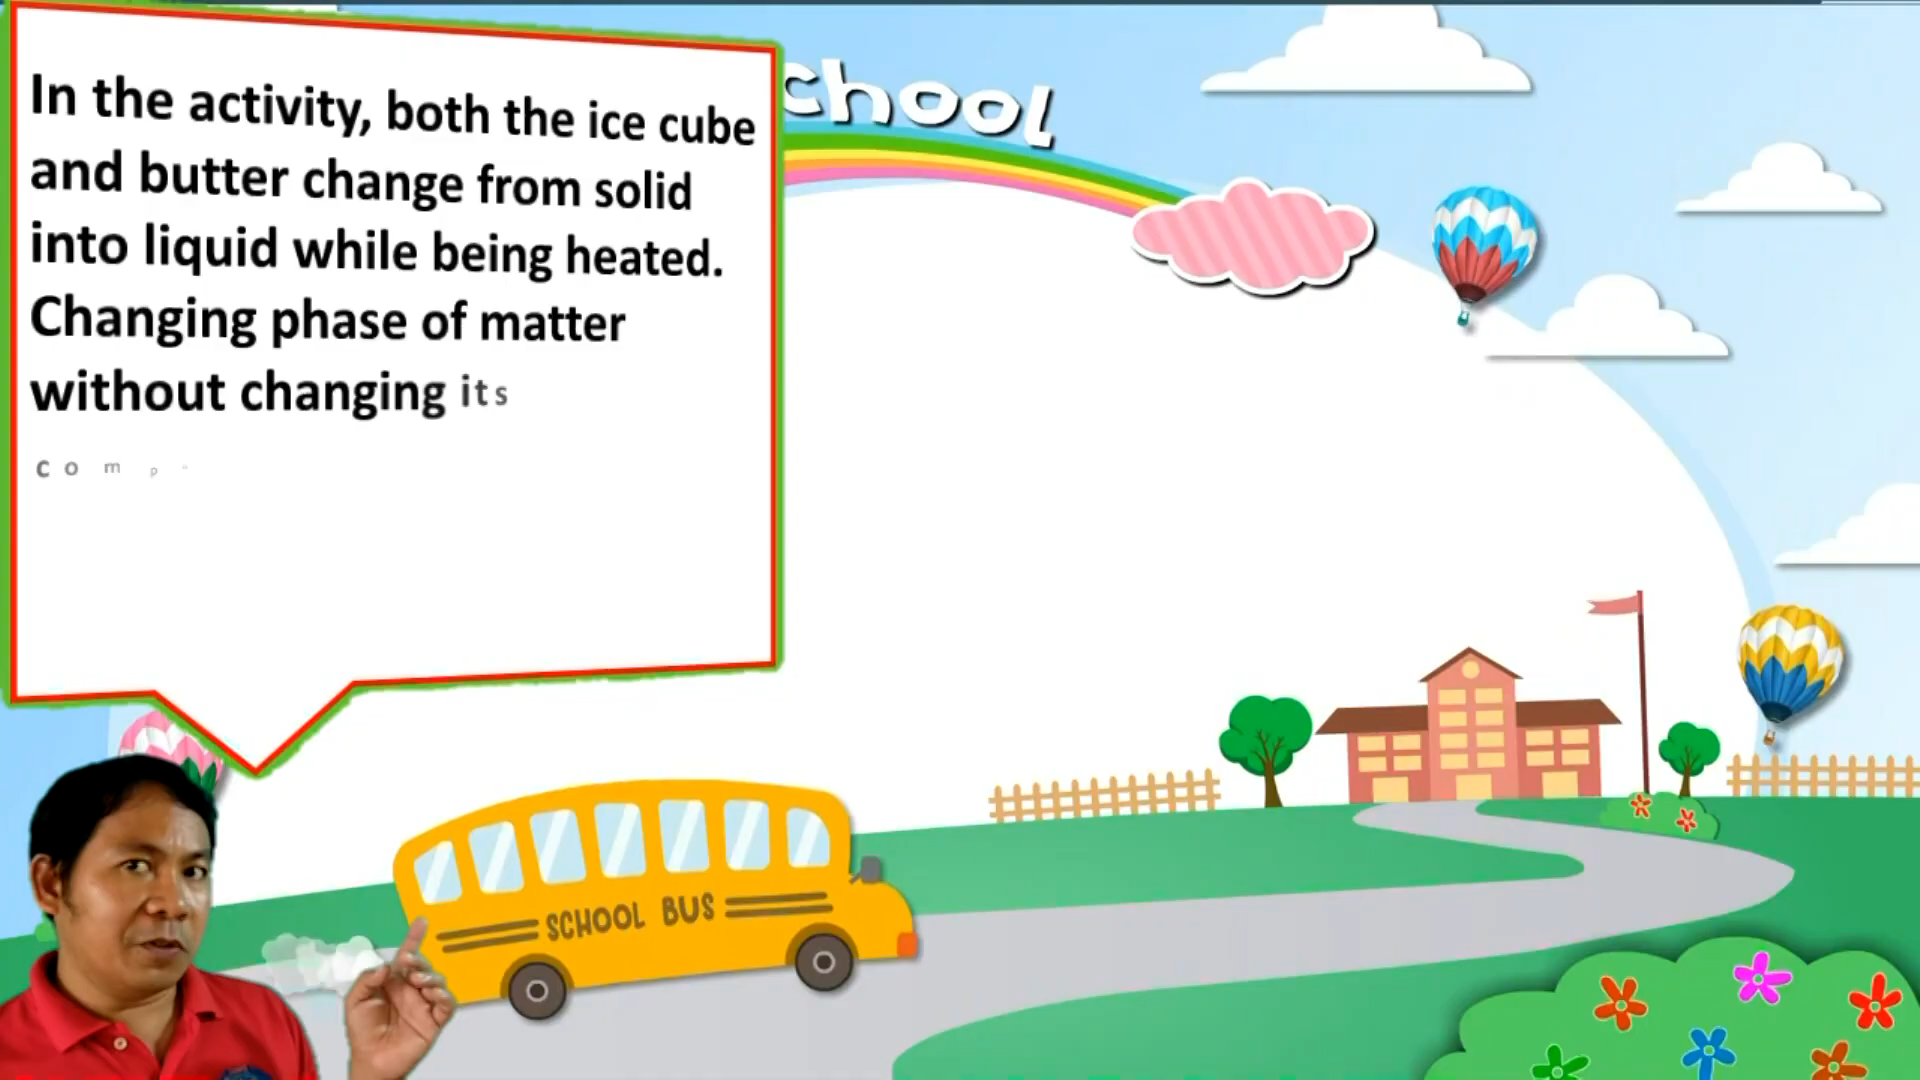 In the activity, both the ice cube
and butter change from solid
into liquid while being heated.
Changing phase of matter
without changing its
comp
chool
SCHOOL BUS